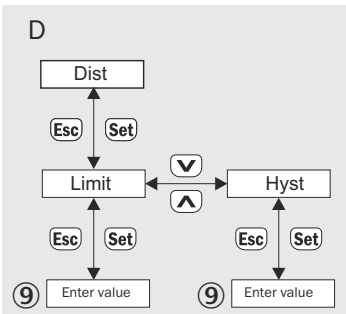 D
Dist
Esc Set
Limit Hyst
Esc Set Esc Set
⑨ Enter value ⑨ Enter value